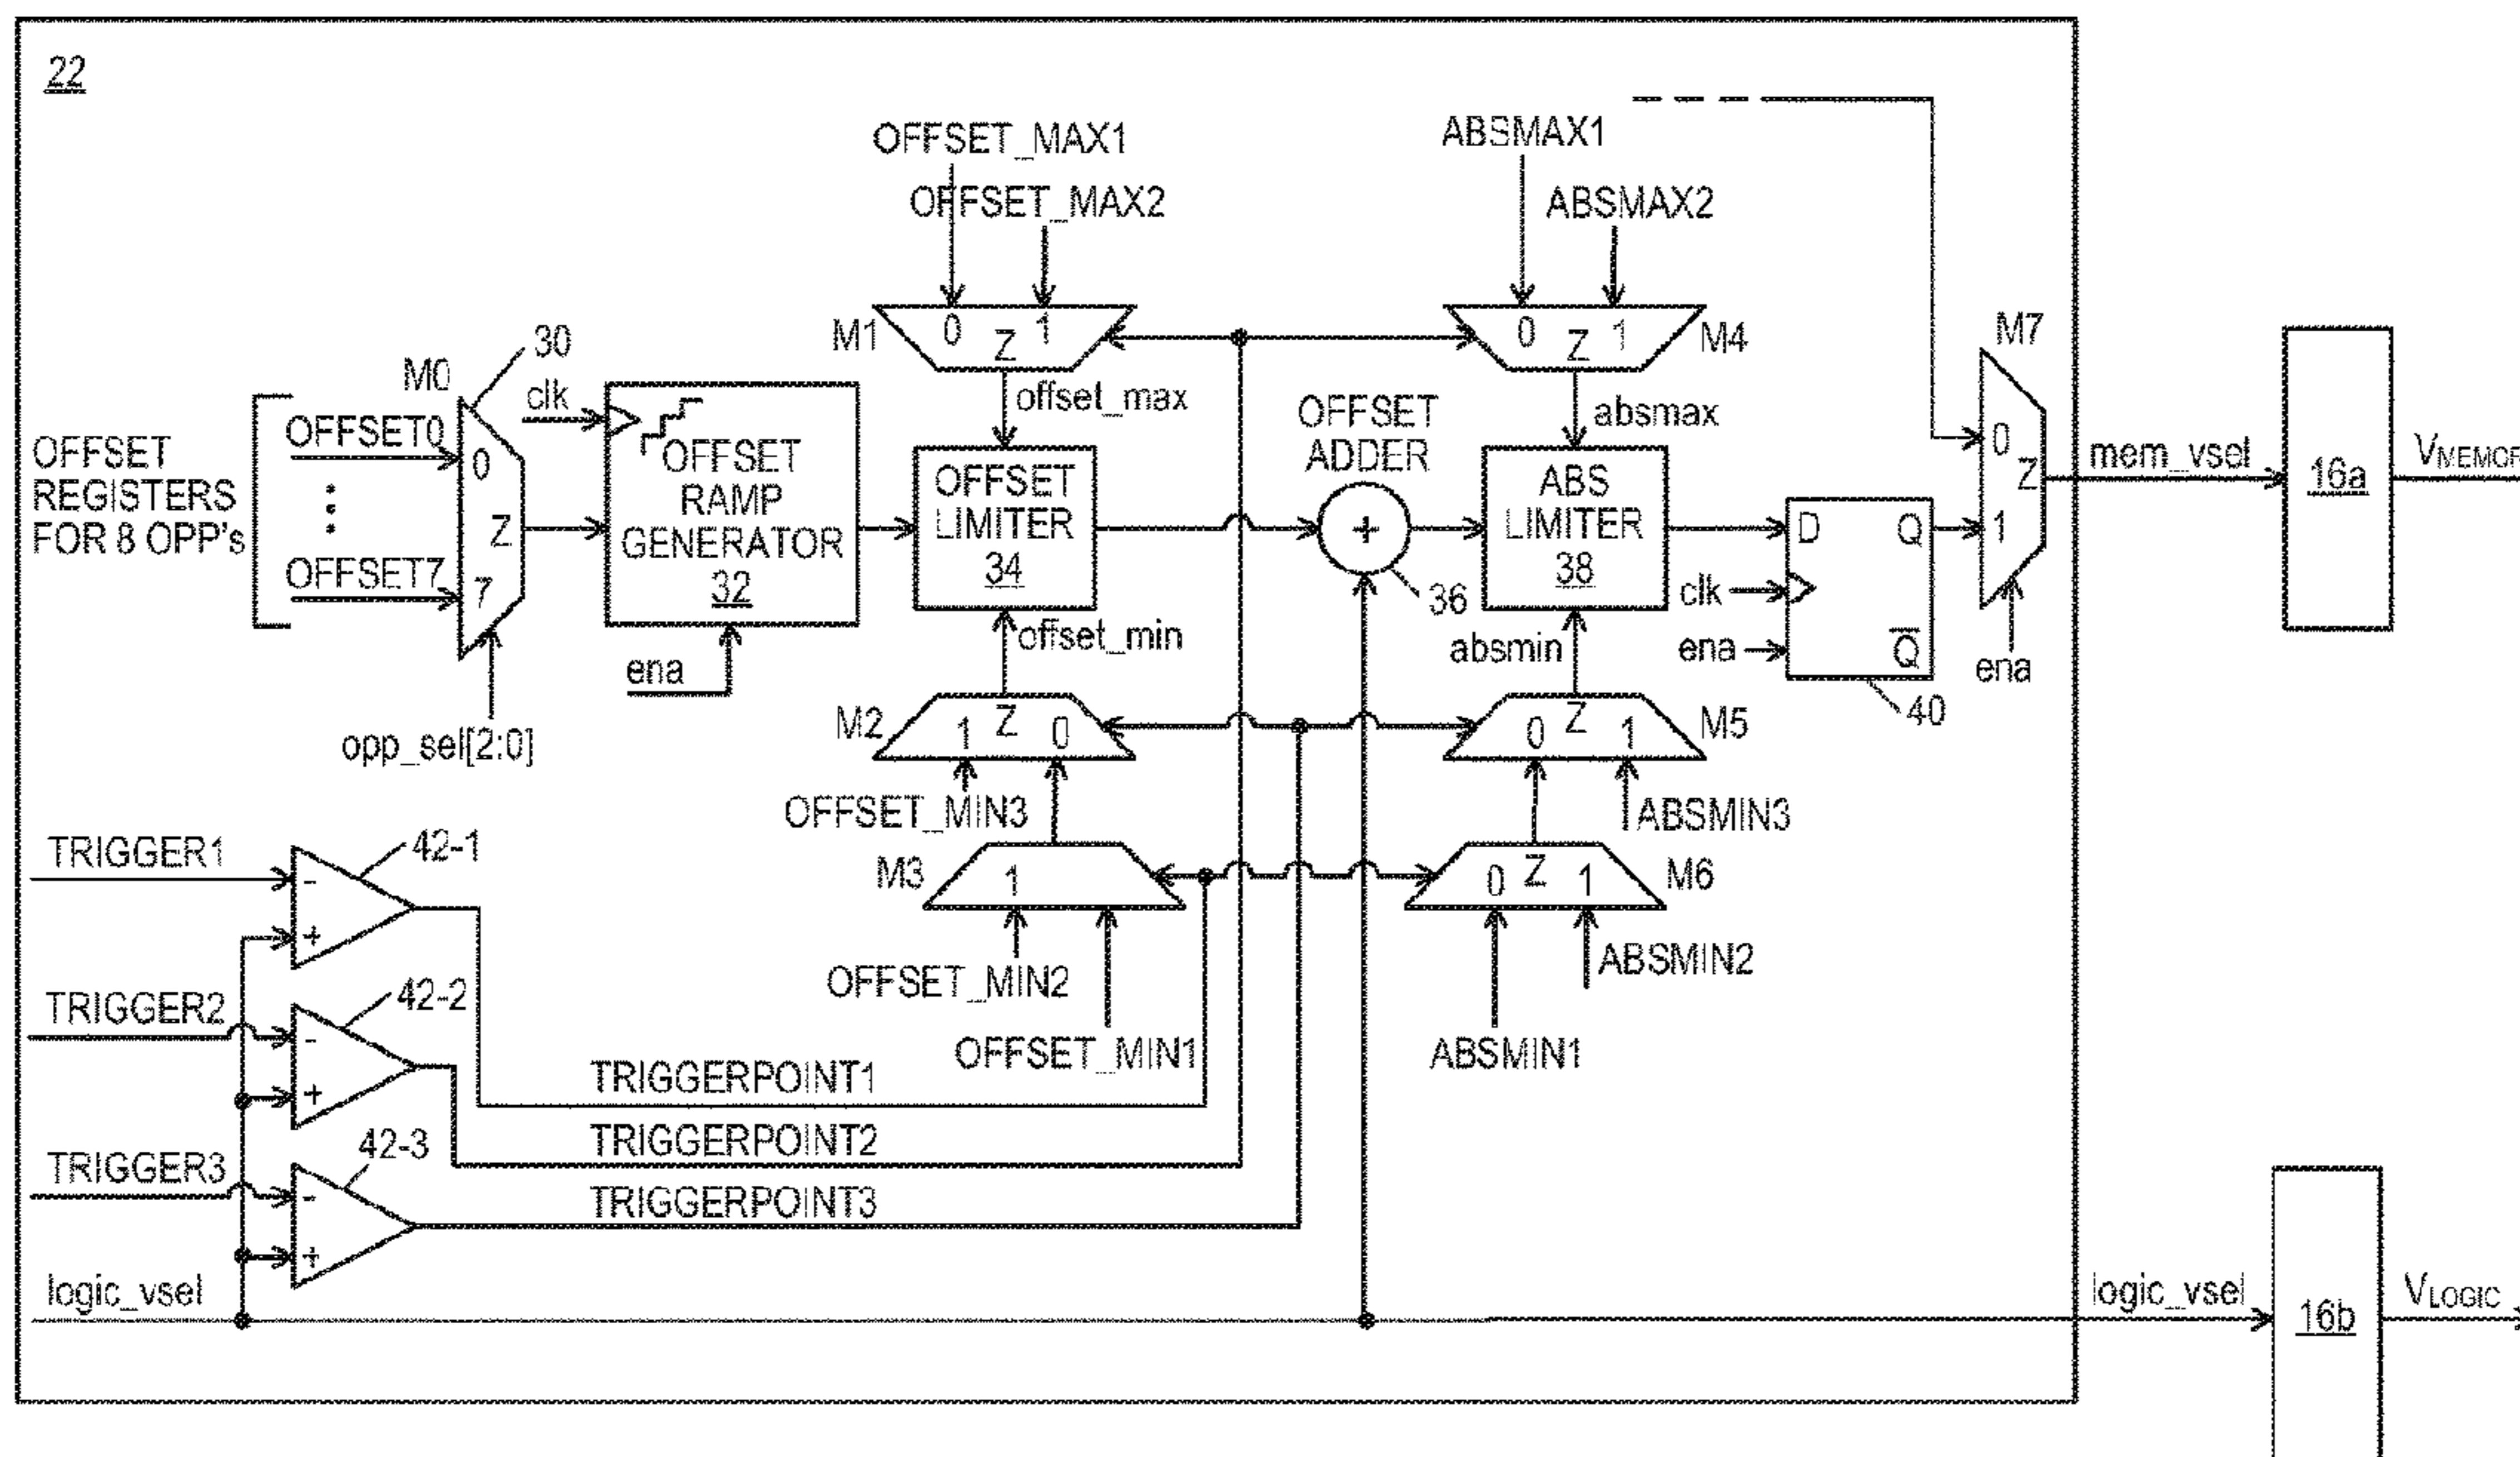 22
OFFSET_MAX1
OFFSET_MAX2
ABSMAX1
ABSMAX2
M1
0
Z
1
0
Z
1
M4
M7
M0
30
clk
offset_max
OFFSET
ADDER
absmax
OFFSET
REGISTERS
FOR 8 OPP's
OFFSET0
OFFSET7
0
Z
7
OFFSET
RAMP
GENERATOR
32
OFFSET
LIMITER
34
+
36
ABS
LIMITER
38
D
Q
clk
ena
Q
40
0
Z
1
ena
mem_vsel
16a
ena
opp_sel[2:0]
offset_min
absmin
M2
1
Z
0
0
Z
1
M5
OFFSET_MIN3
ABSMIN3
M3
1
0
Z
1
M6
OFFSET_MIN2
OFFSET_MIN1
ABSMIN2
ABSMIN1
TRIGGER1
42-1
-
+
TRIGGER2
42-2
-
+
TRIGGER3
42-3
-
+
TRIGGERPOINT1
TRIGGERPOINT2
TRIGGERPOINT3
logic_vsel
logic_vsel
16b
VLOGIC